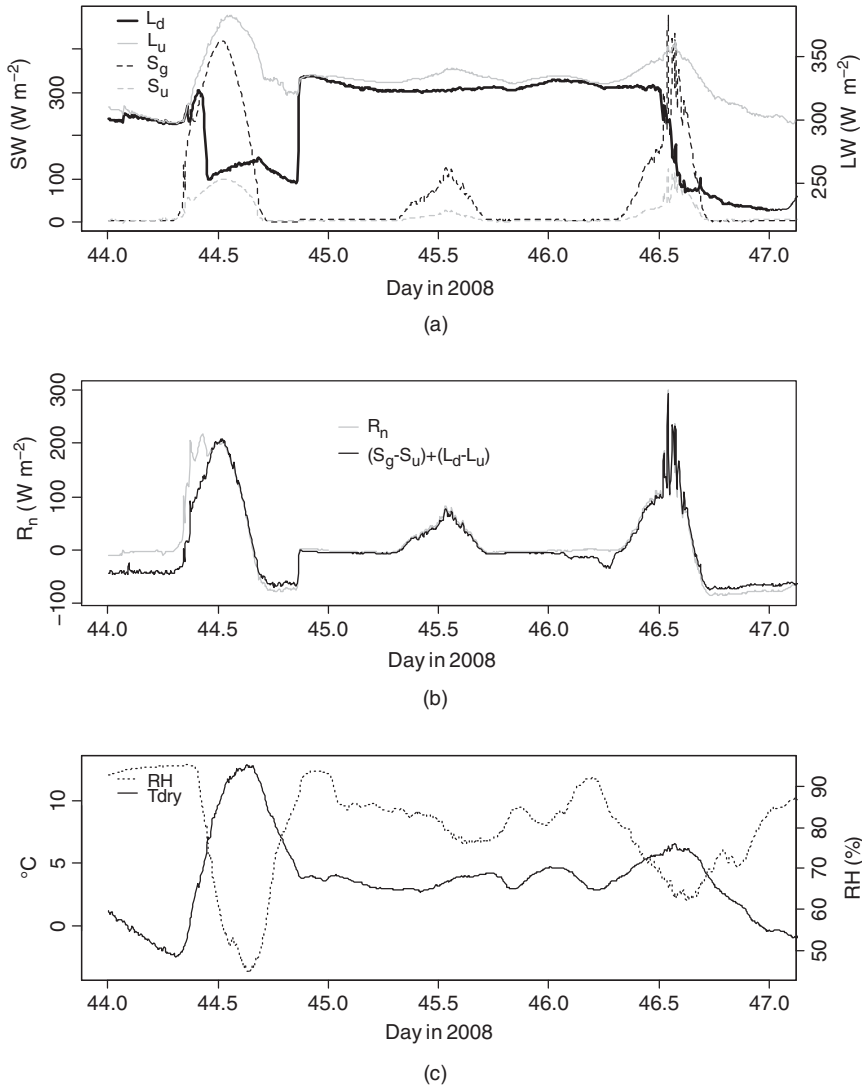 L_d
L_u
S_g
S_u
SW (W m⁻²)
300
100
0
LW (W m⁻²)
350
300
250
44.0 44.5 45.0 45.5 46.0 46.5 47.0
Day in 2008
(a)
R_n (W m⁻²)
300
200
100
0
−100
R_n
(S_g-S_u)+(L_d-L_u)
44.0 44.5 45.0 45.5 46.0 46.5 47.0
Day in 2008
(b)
°C
10
5
0
RH
Tdry
RH (%)
90
80
70
60
50
44.0 44.5 45.0 45.5 46.0 46.5 47.0
Day in 2008
(c)